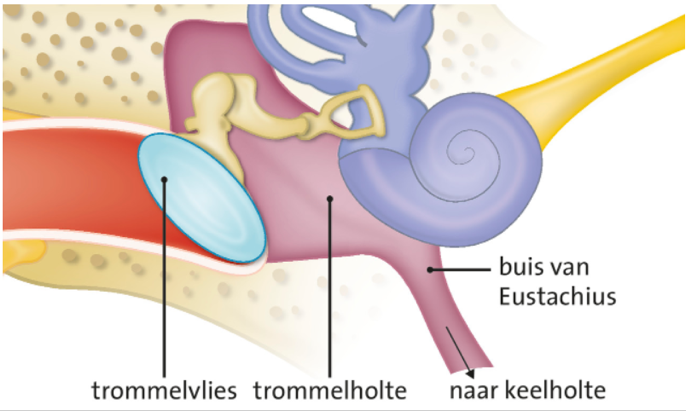 buis van
Eustachius
trommelvlies
trommelholte
naar keelholte